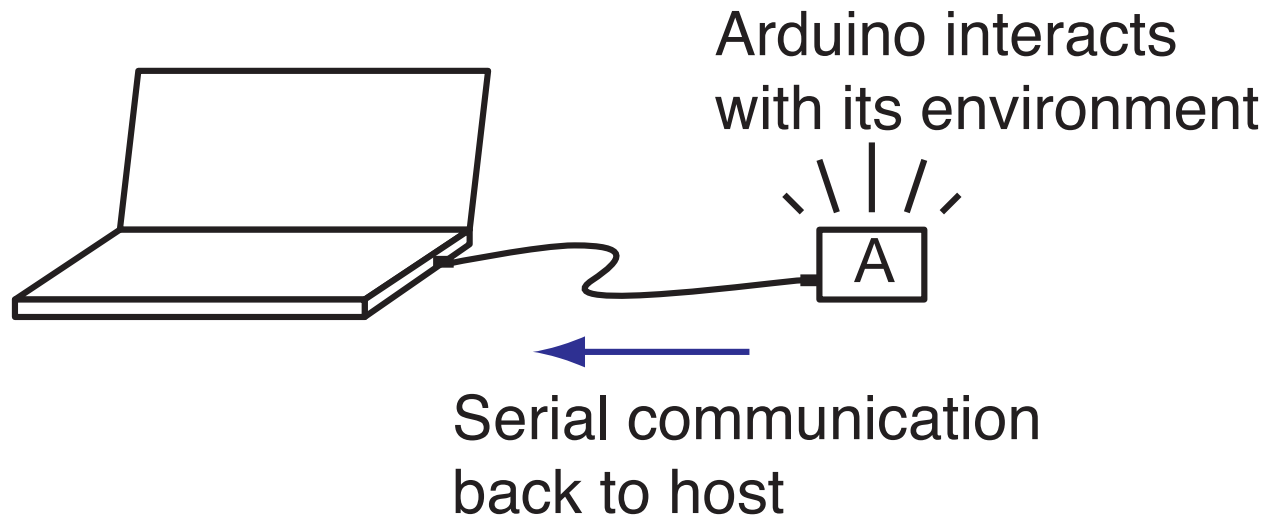 Arduino interacts
with its environment
A
Serial communication
back to host